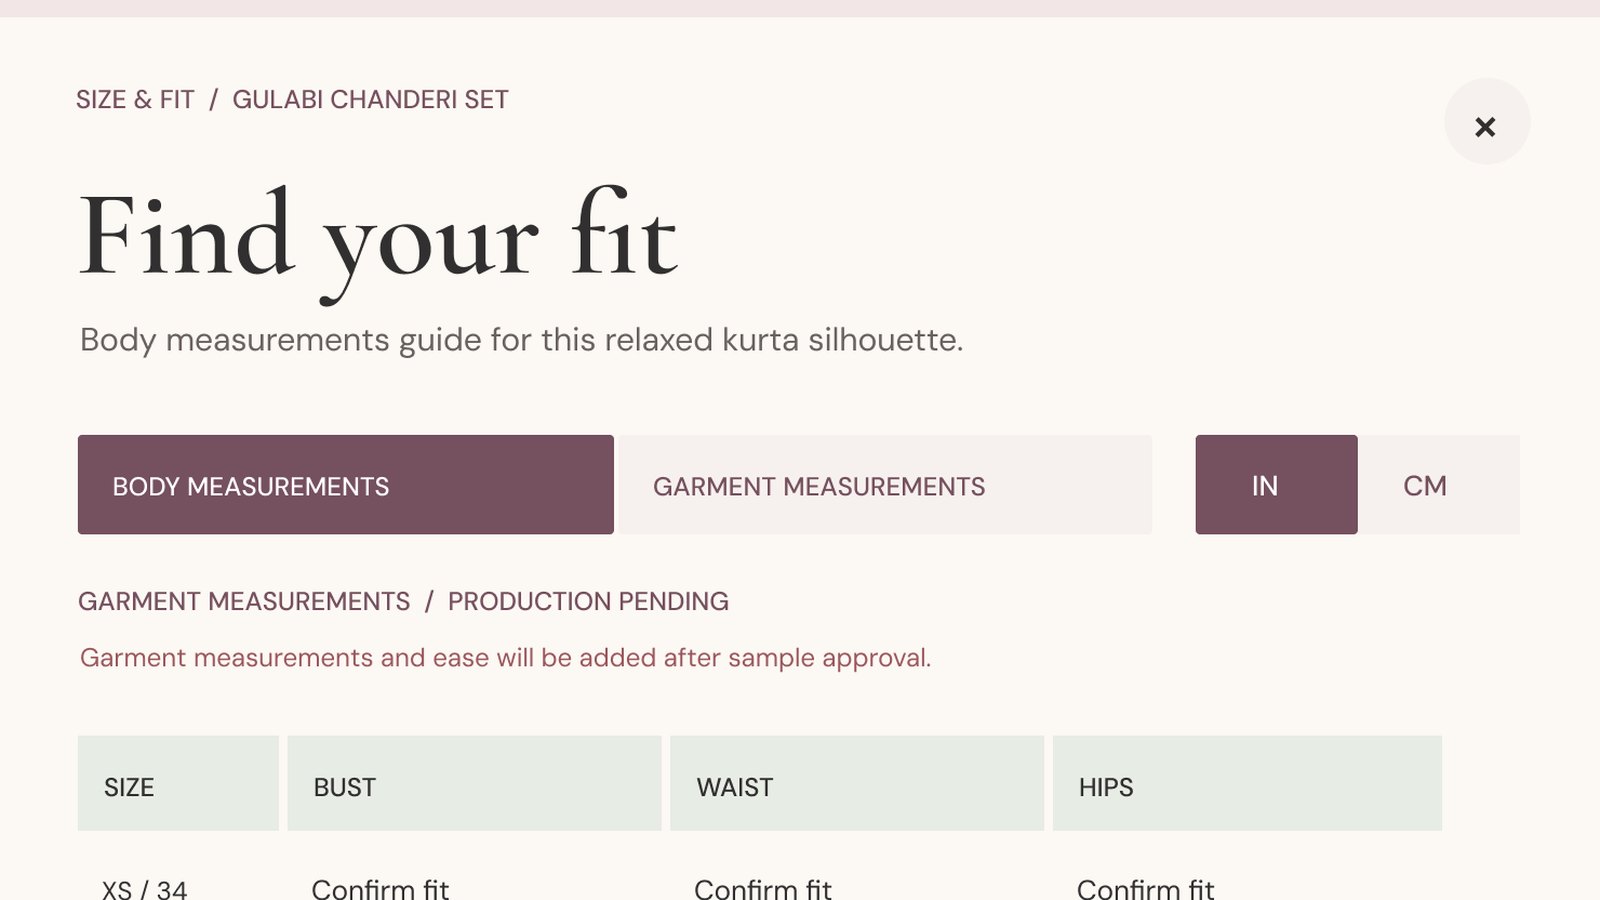 SIZE & FIT / GULABI CHANDERI SET
×
Find your fit
Body measurements guide for this relaxed kurta silhouette.
BODY MEASUREMENTS GARMENT MEASUREMENTS IN CM
GARMENT MEASUREMENTS / PRODUCTION PENDING
Garment measurements and ease will be added after sample approval.
SIZE BUST WAIST HIPS
XS / 34 Confirm fit Confirm fit Confirm fit